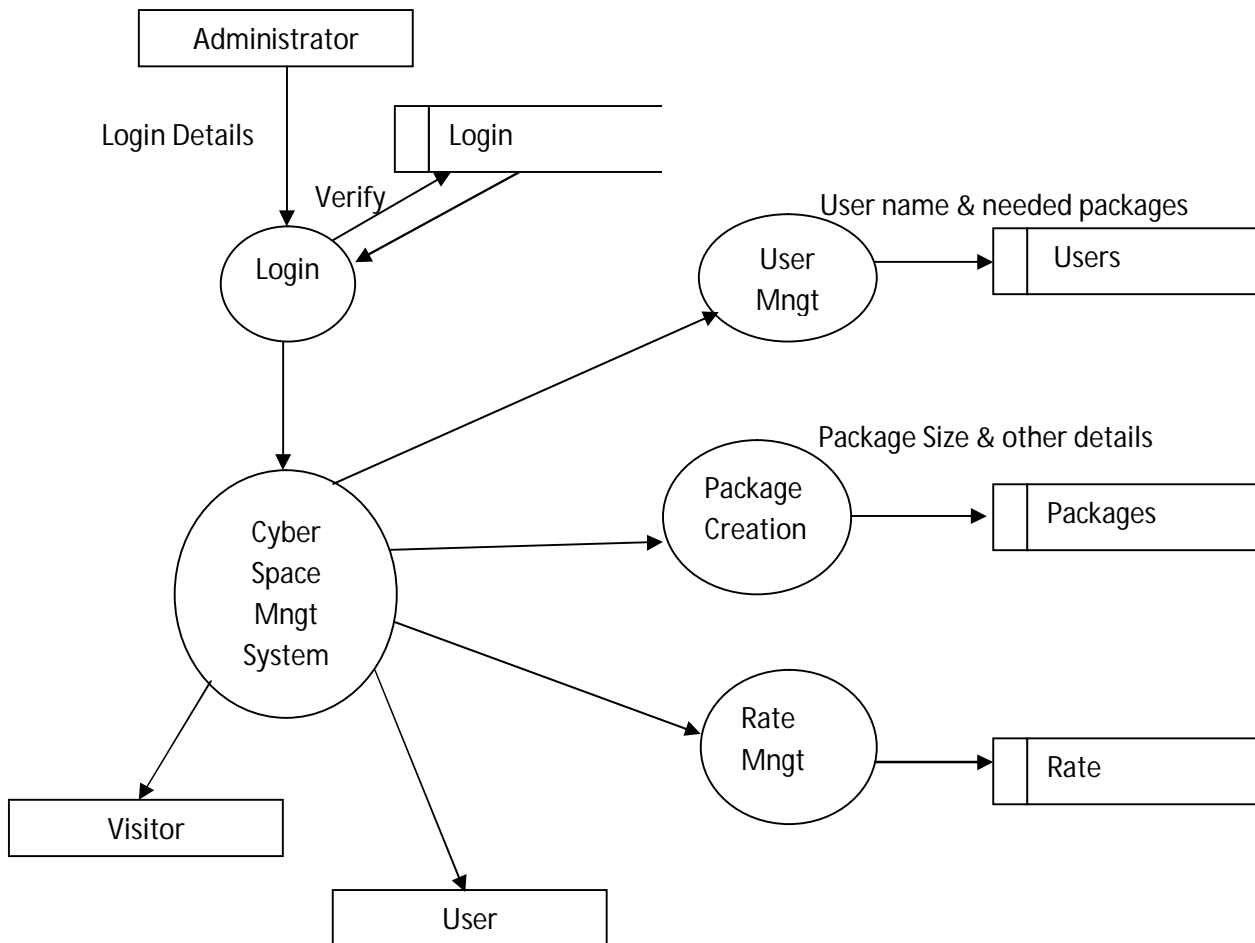 Administrator
Login Details
Login
Verify
Login
User name & needed packages
User
Mngt
Users
Package Size & other details
Package
Creation
Packages
Cyber
Space
Mngt
System
Rate
Mngt
Rate
Visitor
User